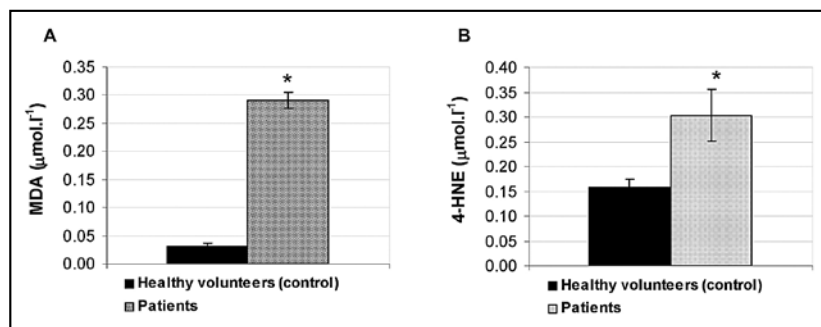 A
MDA (μmol.l⁻¹)
0.35
0.30
0.25
0.20
0.15
0.10
0.05
0.00
*
Healthy volunteers (control)
Patients
B
4-HNE (μmol.l⁻¹)
0.40
0.35
0.30
0.25
0.20
0.15
0.10
0.05
0.00
*
Healthy volunteers (control)
Patients